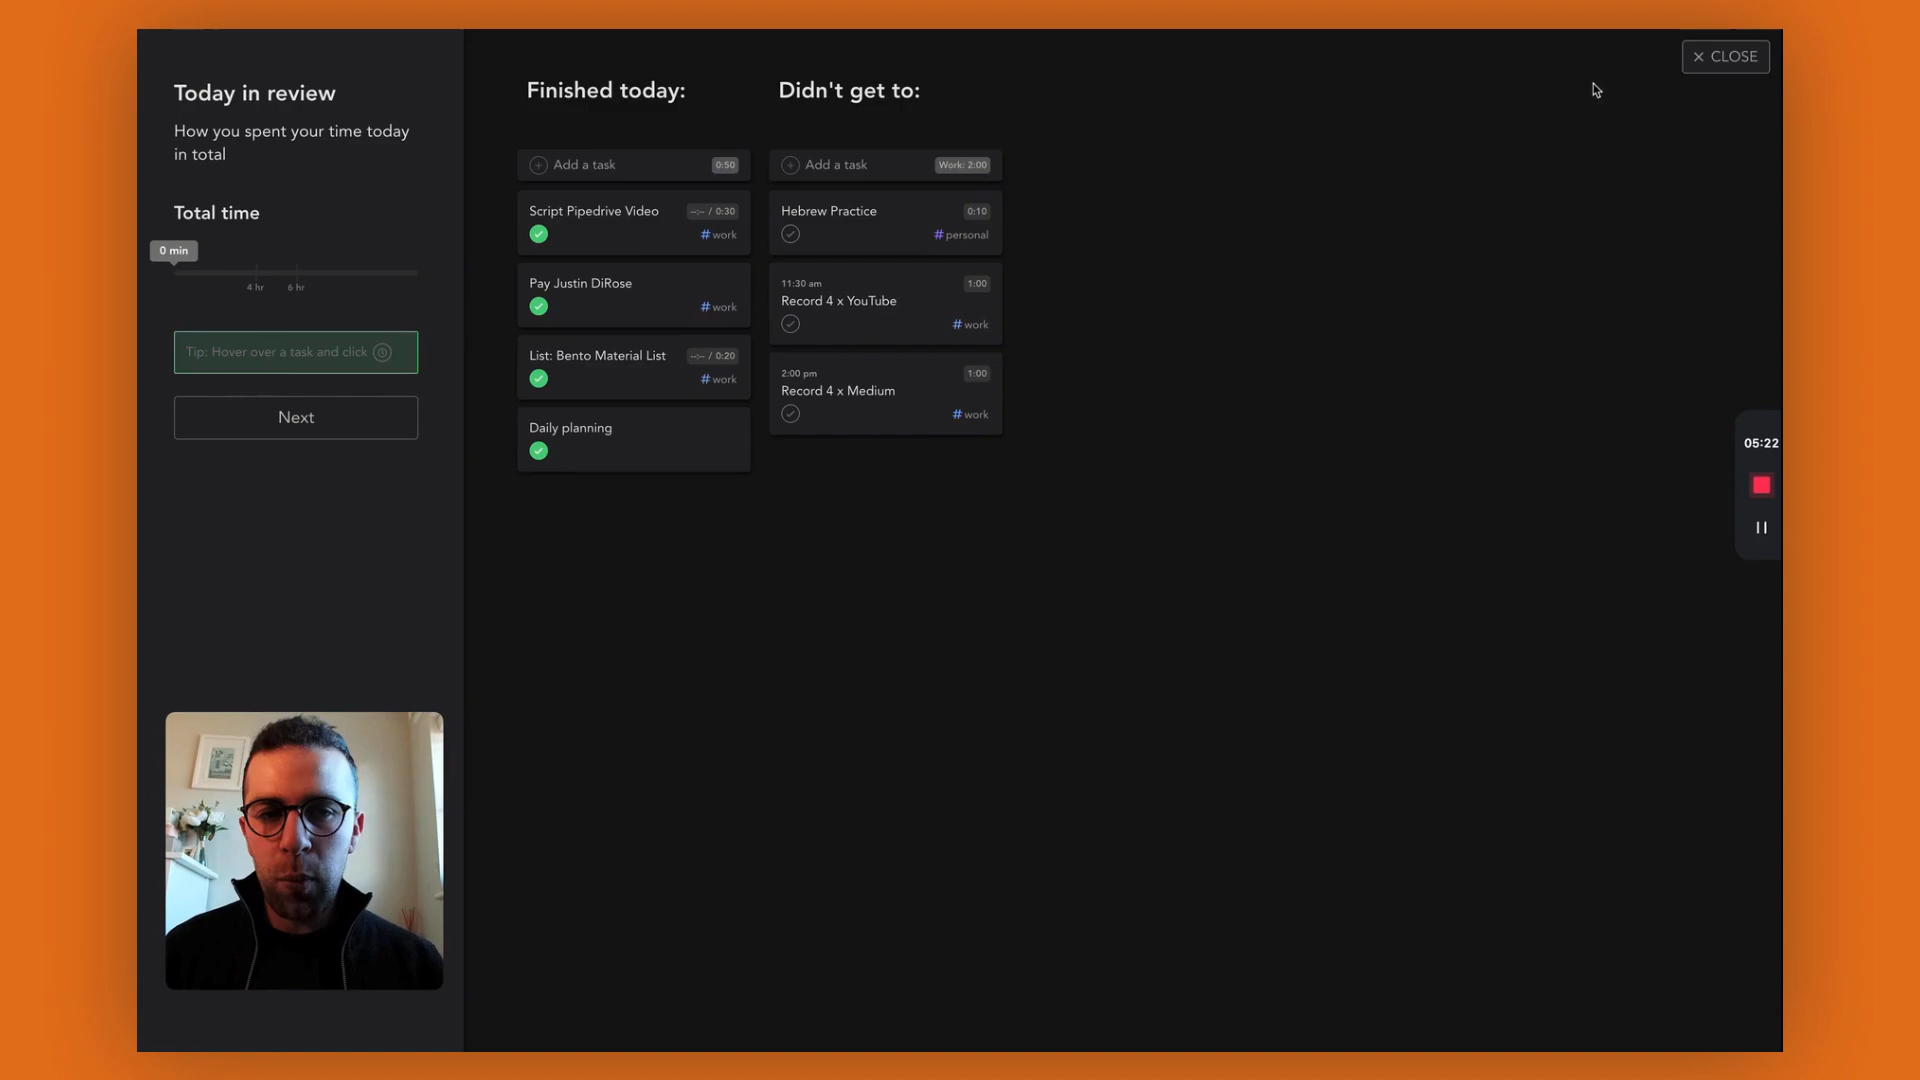 Today in review
How you spent your time today
in total
Total time
0 min
4 hr 6 hr
Tip: Hover over a task and click
Next
Finished today:
Add a task 0:50
Script Pipedrive Video --:-- / 0:30
#work
Pay Justin DiRose
#work
List: Bento Material List --:-- / 0:20
#work
Daily planning
Didn't get to:
Add a task Work: 2:00
Hebrew Practice 0:10
#personal
11:30 am 1:00
Record 4 x YouTube
#work
2:00 pm 1:00
Record 4 x Medium
#work
CLOSE
05:22